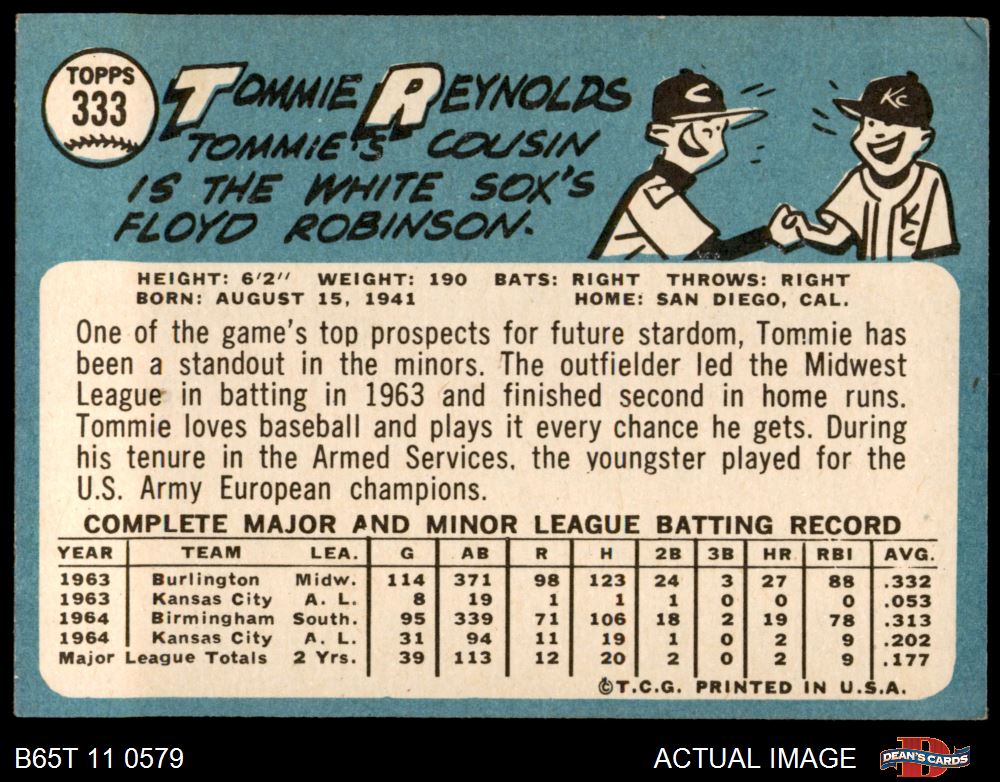 TOPPS
333
TOMMIE REYNOLDS
TOMMIE'S COUSIN
IS THE WHITE SOX'S
FLOYD ROBINSON.
C
KC
KC
HEIGHT: 6'2" WEIGHT: 190 BATS: RIGHT THROWS: RIGHT
BORN: AUGUST 15, 1941 HOME: SAN DIEGO, CAL.
One of the game's top prospects for future stardom, Tommie has
been a standout in the minors. The outfielder led the Midwest
League in batting in 1963 and finished second in home runs.
Tommie loves baseball and plays it every chance he gets. During
his tenure in the Armed Services, the youngster played for the
U.S. Army European champions.
COMPLETE MAJOR AND MINOR LEAGUE BATTING RECORD
YEAR TEAM LEA. G AB R H 2B 3B HR RBI AVG.
1963 Burlington Midw. 114 371 98 123 24 3 27 88 .332
1963 Kansas City A. L. 8 19 1 1 1 0 0 0 .053
1964 Birmingham South. 95 339 71 106 18 2 19 78 .313
1964 Kansas City A. L. 31 94 11 19 1 0 2 9 .202
Major League Totals 2 Yrs. 39 113 12 20 2 0 2 9 .177
©T.C.G. PRINTED IN U.S.A.
B65T 11 0579 ACTUAL IMAGE DEAN'S CARDS